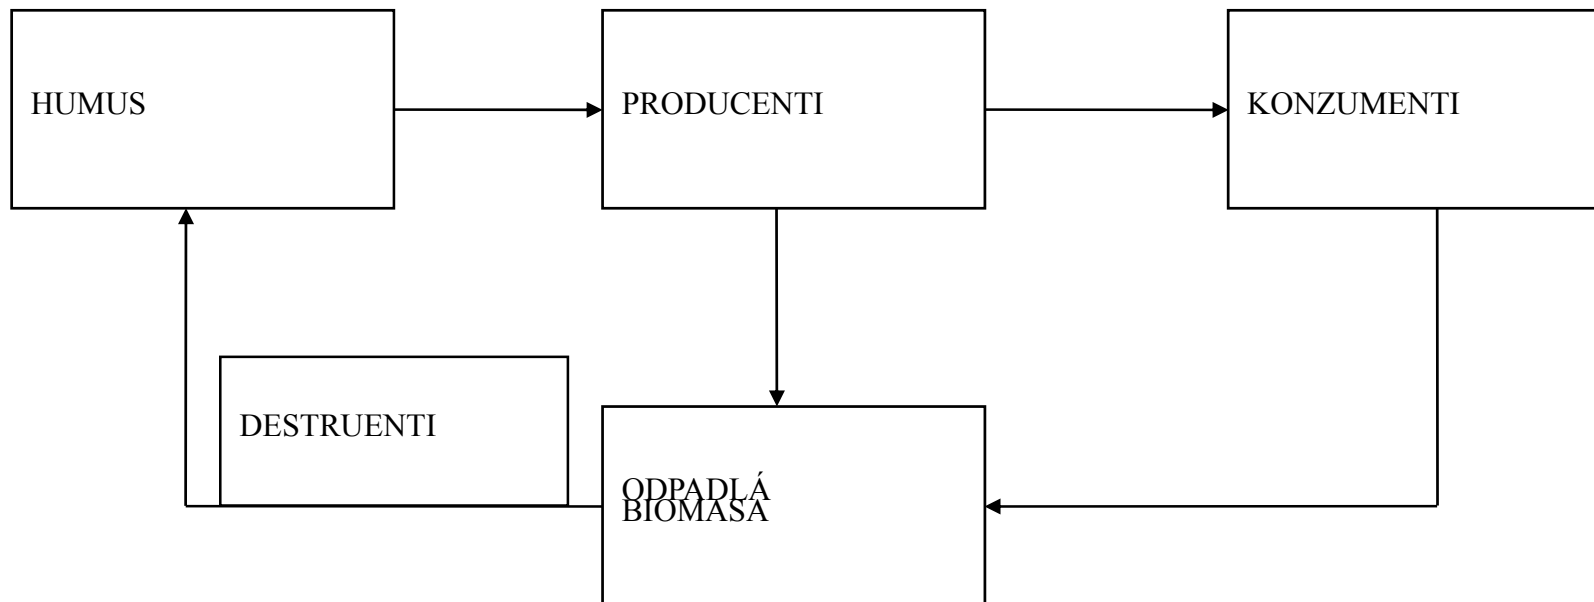 HUMUS
PRODUCENTI
KONZUMENTI
DESTRUENTI
ODPADLÁ
BIOMASA